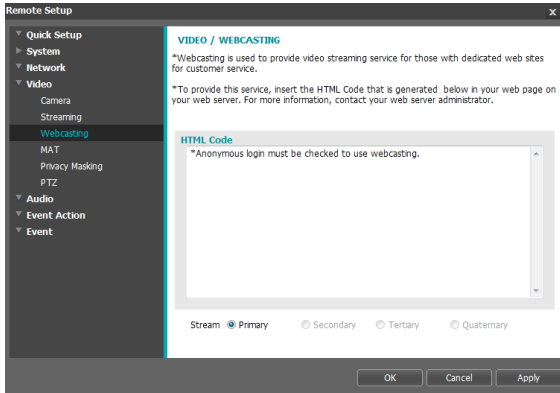 Remote Setup
x
Quick Setup
System
Network
Video
Camera
Streaming
Webcasting
MAT
Privacy Masking
PTZ
Audio
Event Action
Event
VIDEO / WEBCASTING
*Webcasting is used to provide video streaming service for those with dedicated web sites
for customer service.
*To provide this service, insert the HTML Code that is generated below in your web page on
your web server. For more information, contact your web server administrator.
HTML Code
*Anonymous login must be checked to use webcasting.
Stream Primary Secondary Tertiary Quaternary
OK Cancel Apply